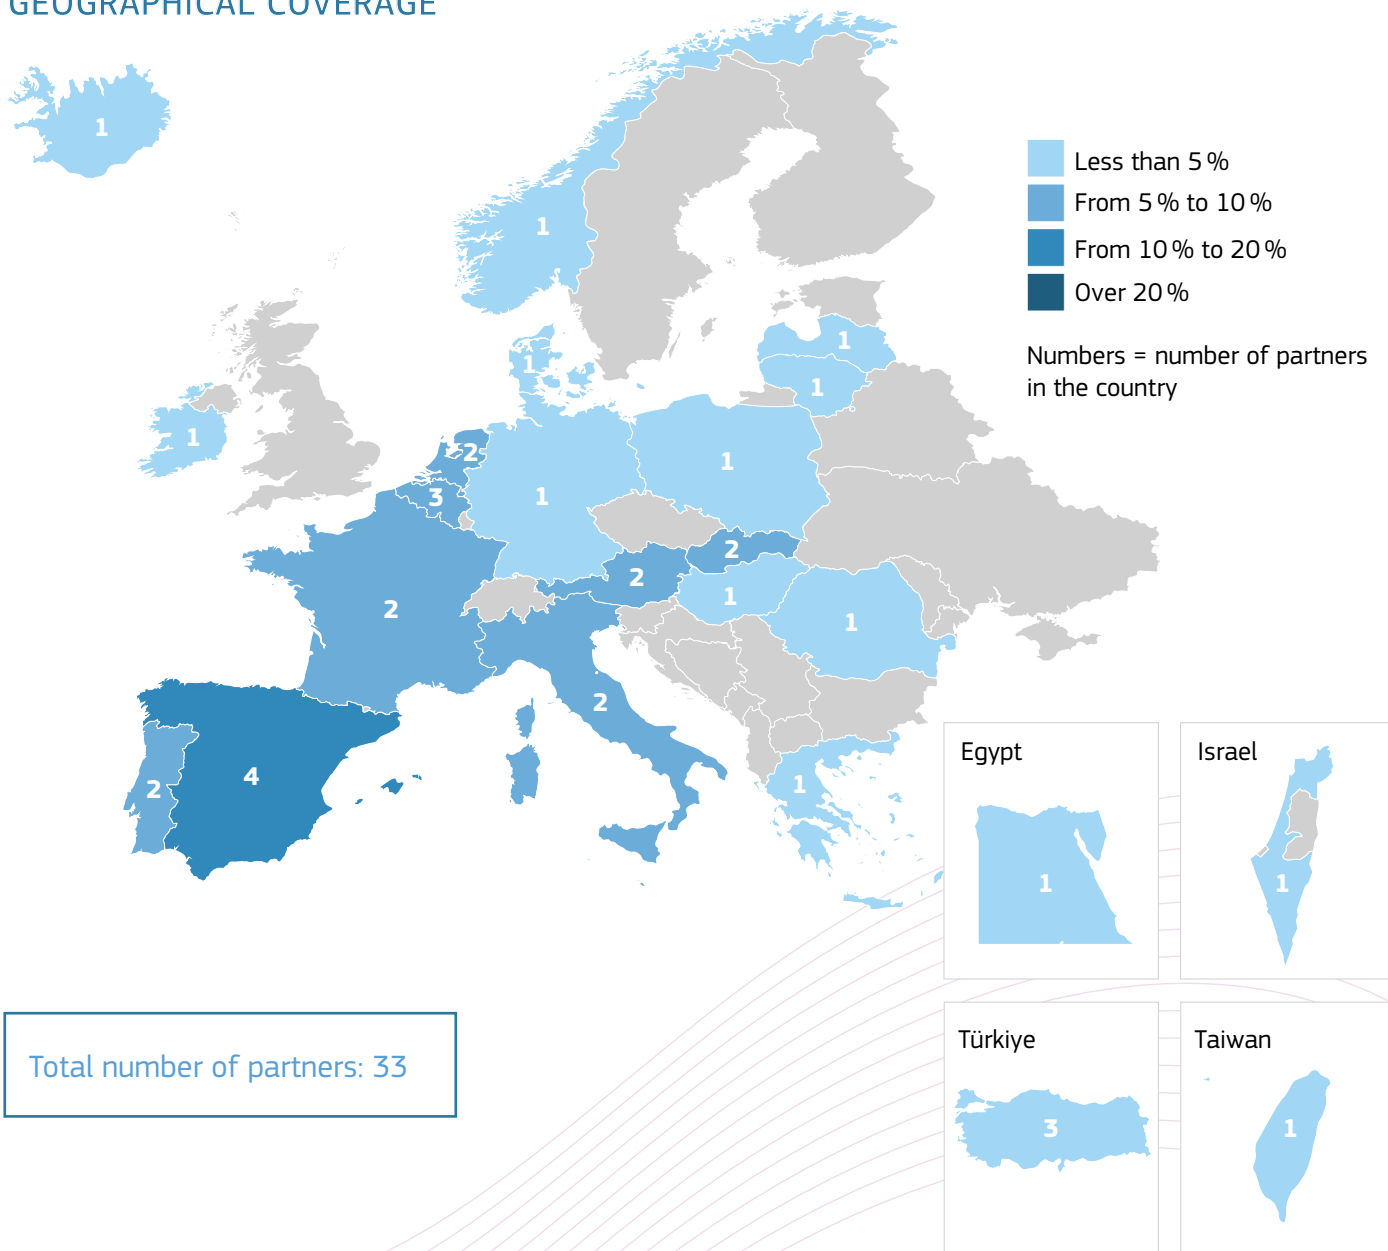 GEOGRAPHICAL COVERAGE
1
1
Less than 5 %
From 5 % to 10 %
From 10 % to 20 %
Over 20 %
Numbers = number of partners
in the country
1
1
1
1
2
1
3
1
2
2
1
2
1
2
4
2
1
Egypt
1
Israel
1
Total number of partners: 33
Türkiye
3
Taiwan
1